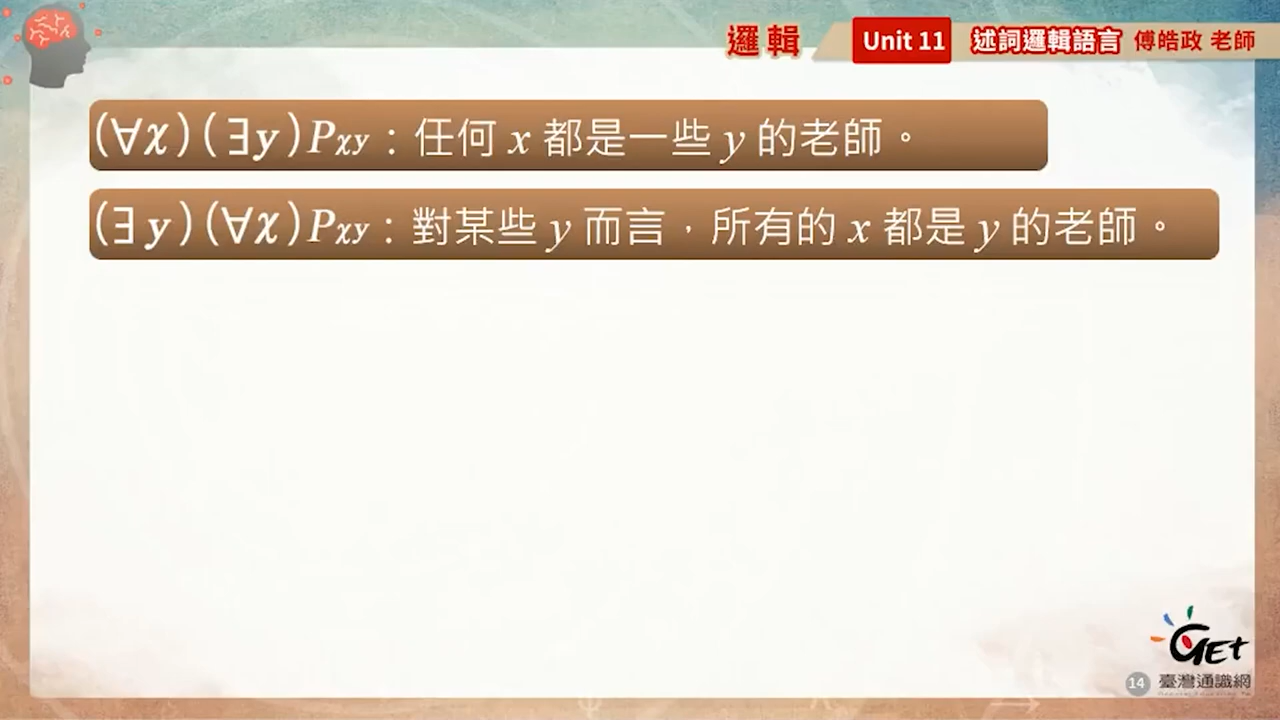 邏輯 Unit 11 述詞邏輯語言 傅皓政 老師
(∀x)(∃y)Pxy：任何 x 都是一些 y 的老師。
(∃y)(∀x)Pxy：對某些 y 而言，所有的 x 都是 y 的老師。
GET
14 臺灣通識網